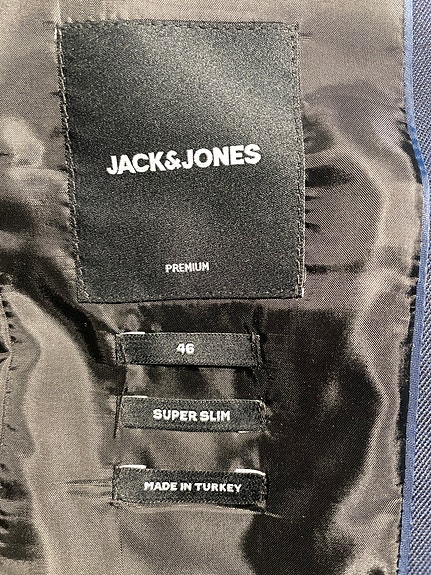 JACK&JONES
PREMIUM
46
SUPER SLIM
MADE IN TURKEY